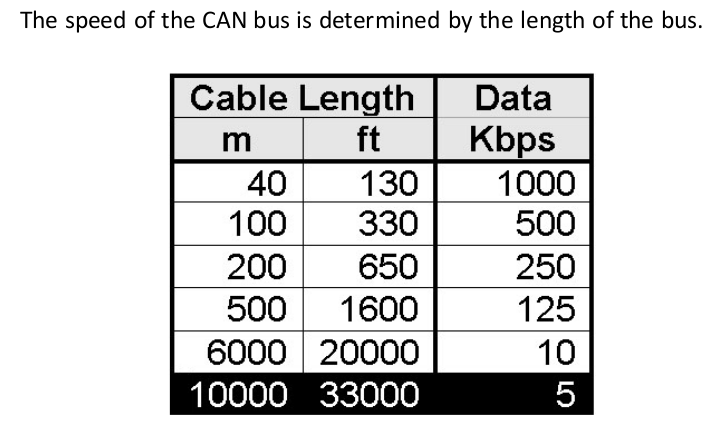 The speed of the CAN bus is determined by the length of the bus.
Cable Length Data
m ft Kbps
40 130 1000
100 330 500
200 650 250
500 1600 125
6000 20000 10
10000 33000 5